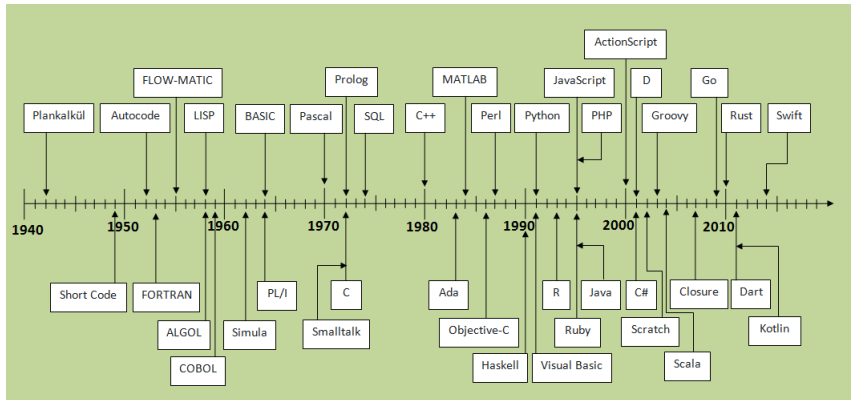 ActionScript
FLOW-MATIC
Prolog
MATLAB
JavaScript
D
Go
Plankalkül
Autocode
LISP
BASIC
Pascal
SQL
C++
Perl
Python
PHP
Groovy
Rust
Swift
1940
1950
1960
1970
1980
1990
2000
2010
Short Code
FORTRAN
PL/I
C
Ada
R
Java
C#
Closure
Dart
ALGOL
Simula
Smalltalk
Objective-C
Ruby
Scratch
Kotlin
COBOL
Haskell
Visual Basic
Scala